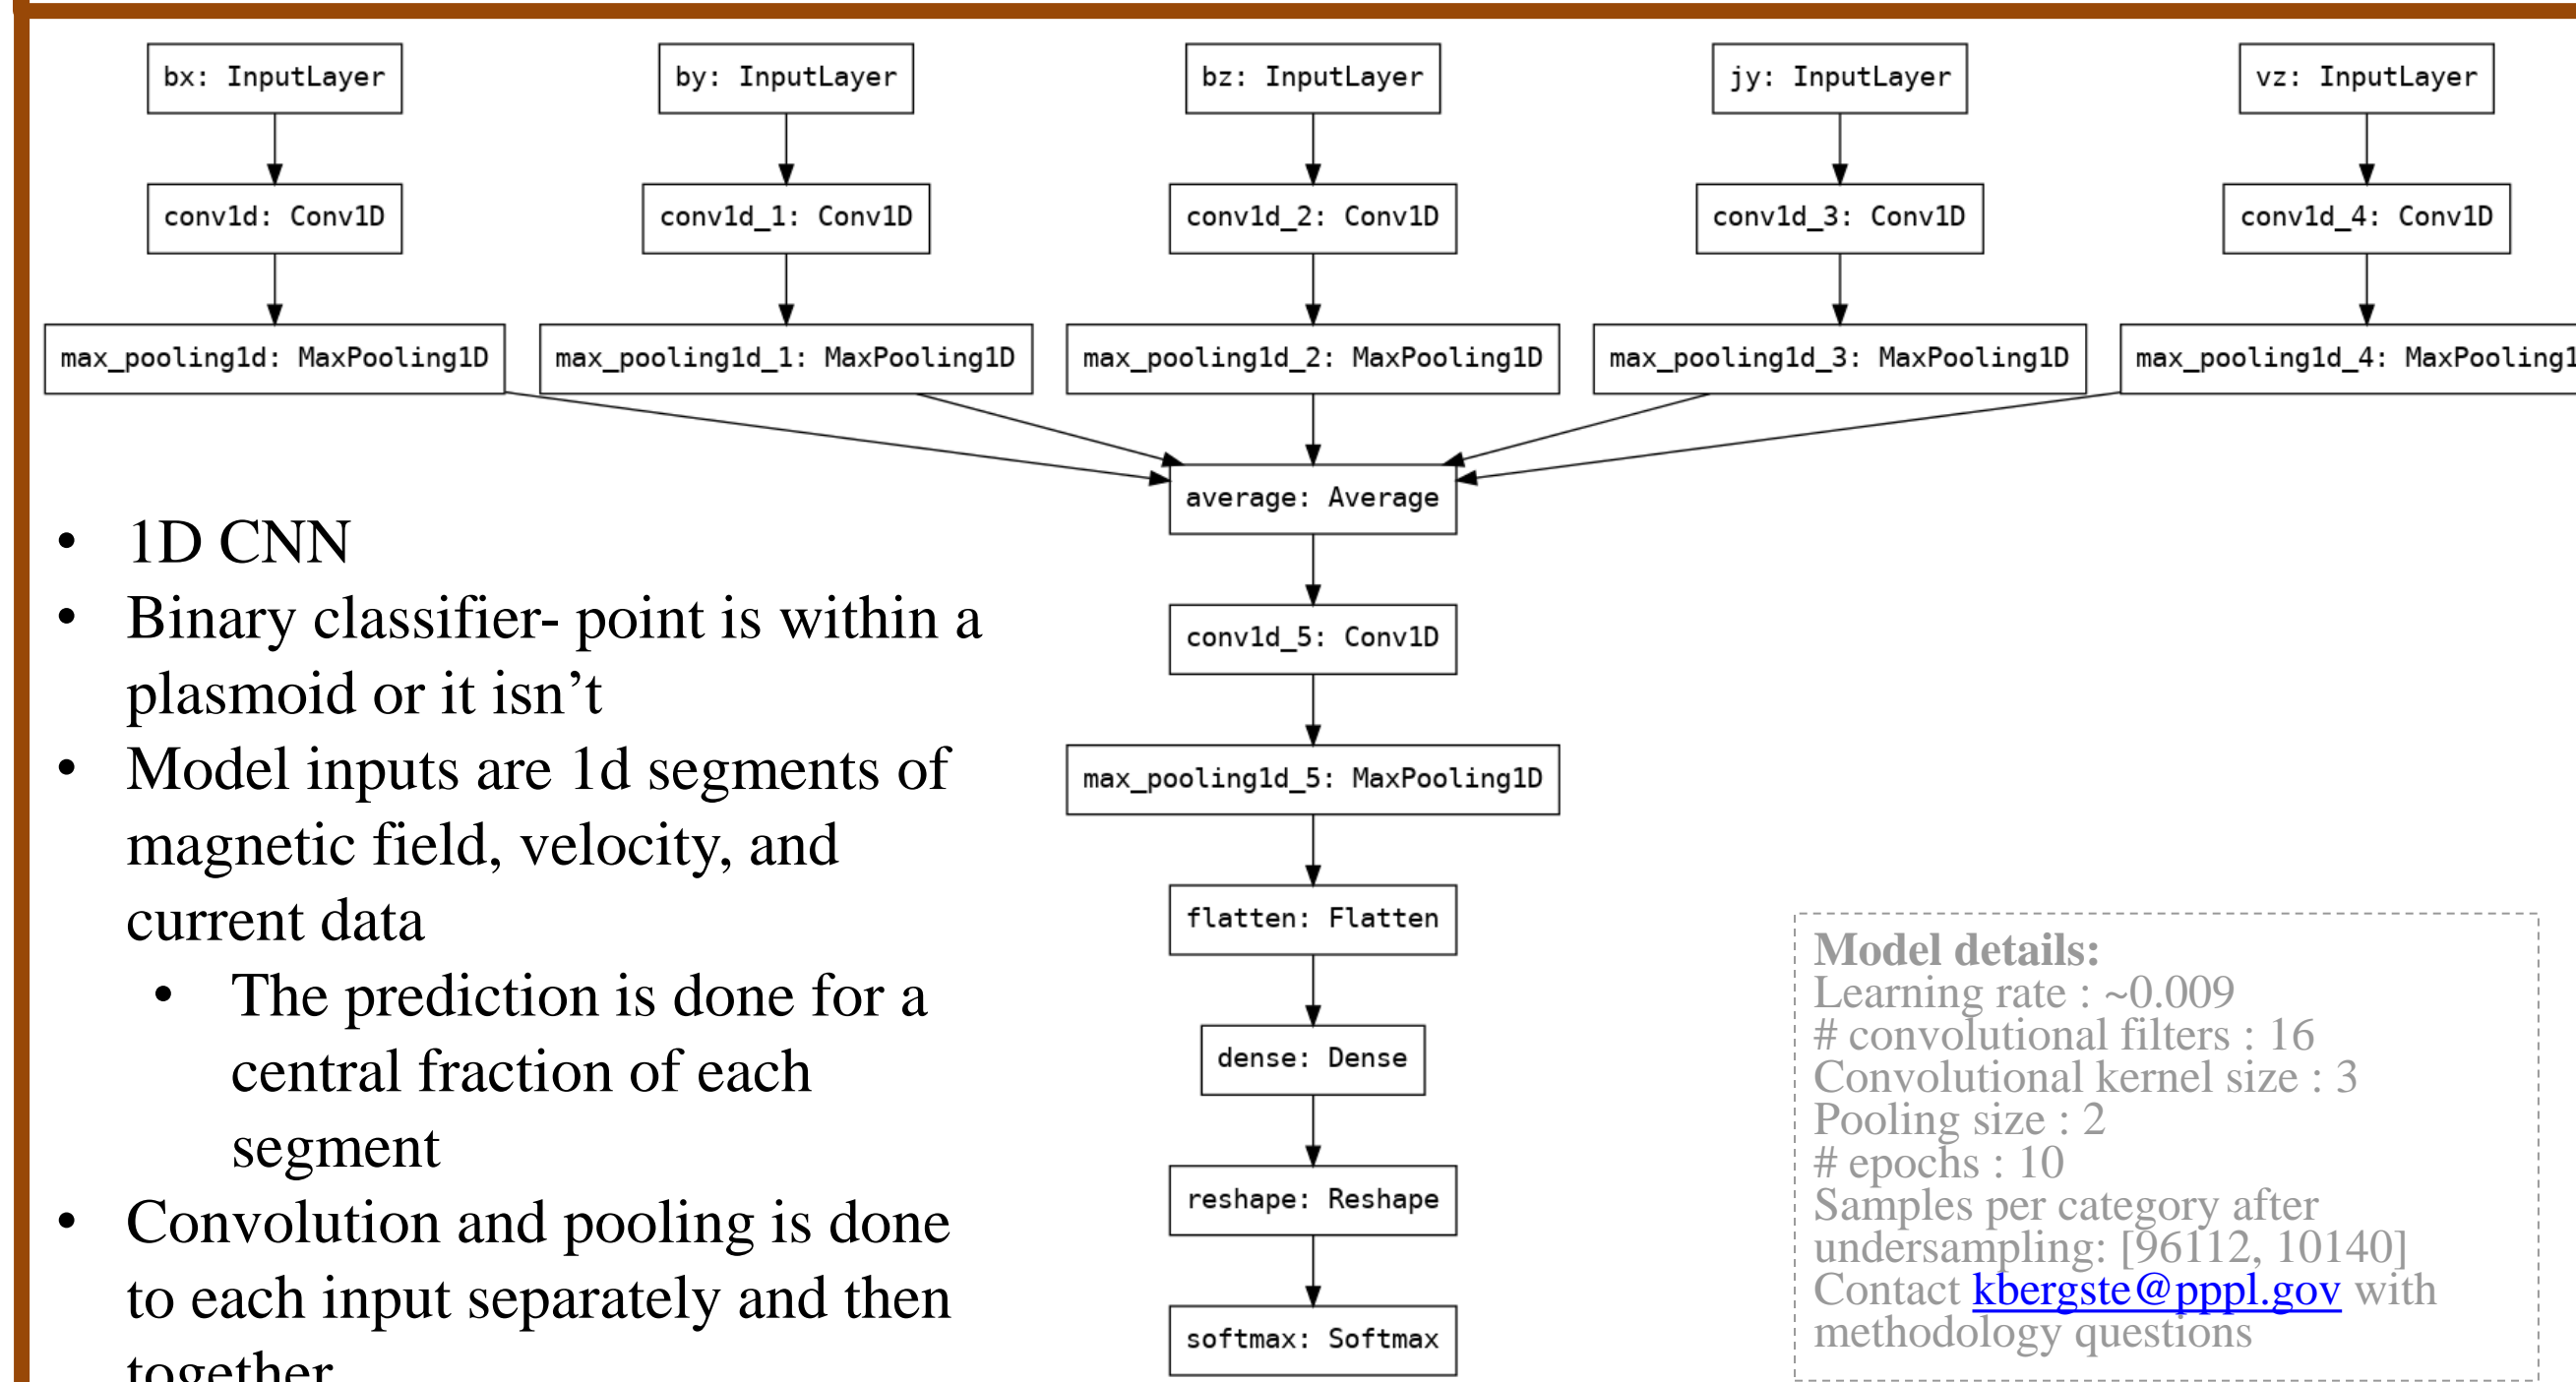 bx: InputLayer
by: InputLayer
bz: InputLayer
jy: InputLayer
vz: InputLayer
conv1d: Conv1D
conv1d_1: Conv1D
conv1d_2: Conv1D
conv1d_3: Conv1D
conv1d_4: Conv1D
max_pooling1d: MaxPooling1D
max_pooling1d_1: MaxPooling1D
max_pooling1d_2: MaxPooling1D
max_pooling1d_3: MaxPooling1D
max_pooling1d_4: MaxPooling1
average: Average
conv1d_5: Conv1D
max_pooling1d_5: MaxPooling1D
flatten: Flatten
dense: Dense
reshape: Reshape
softmax: Softmax
• 1D CNN
• Binary classifier- point is within a
plasmoid or it isn’t
• Model inputs are 1d segments of
magnetic field, velocity, and
current data
• The prediction is done for a
central fraction of each
segment
• Convolution and pooling is done
to each input separately and then
together
Model details:
Learning rate : ~0.009
# convolutional filters : 16
Convolutional kernel size : 3
Pooling size : 2
# epochs : 10
Samples per category after
undersampling: [96112, 10140]
Contact kbergste@pppl.gov with
methodology questions